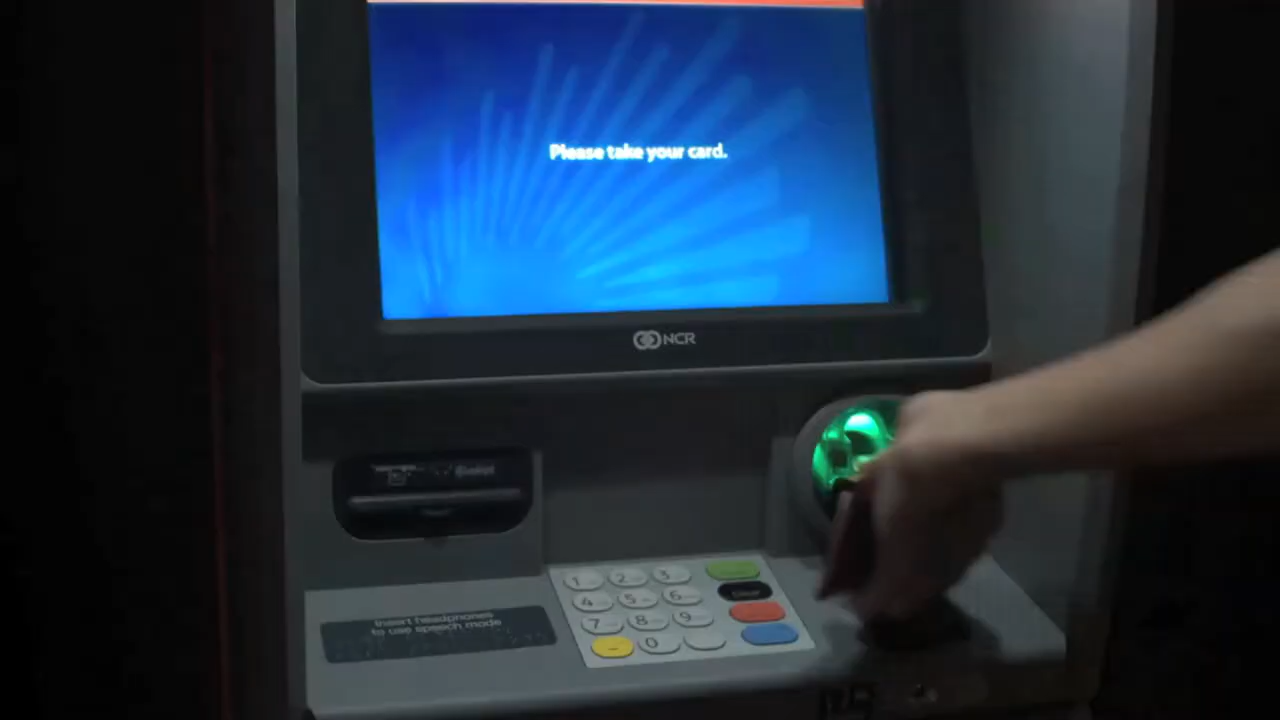 Please take your card.
NCR
Insert headphones
to use speech mode
1 2 3
4 5 6
7 8 9
- 0